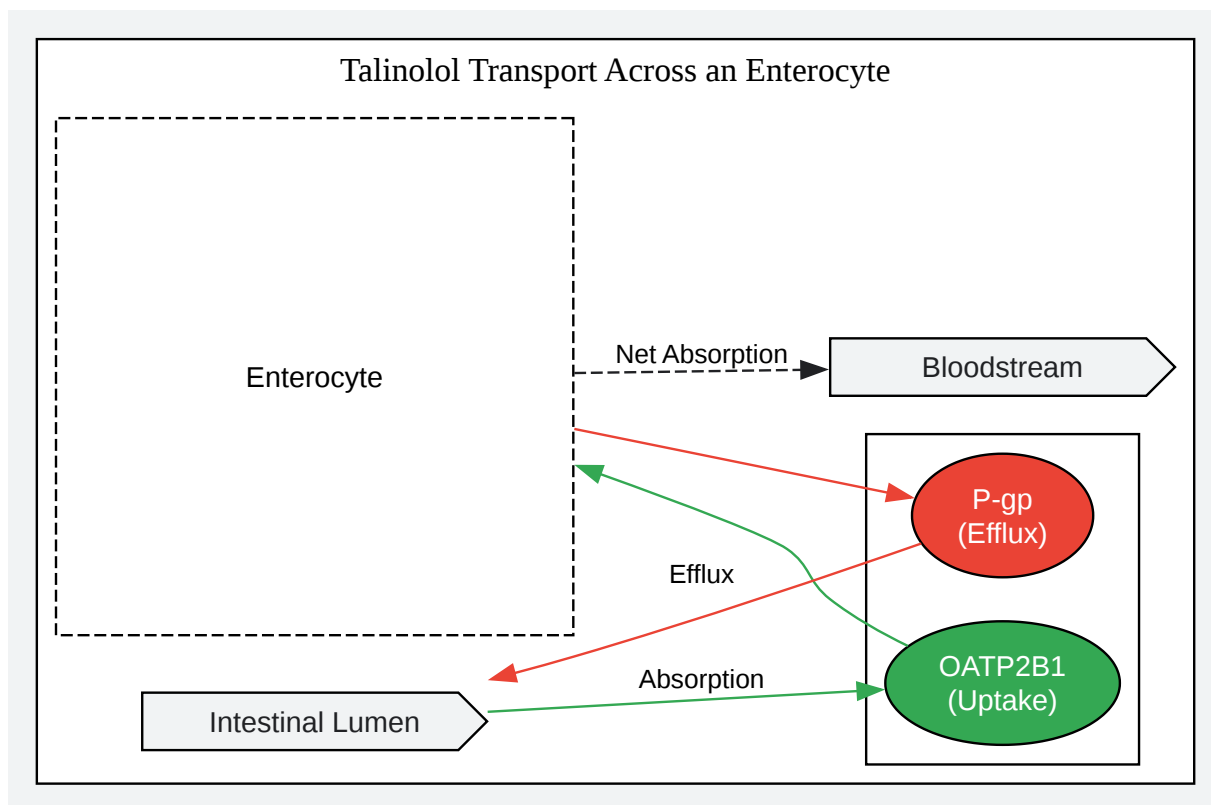 Talinolol Transport Across an Enterocyte
Enterocyte
Net Absorption
Bloodstream
P-gp
(Efflux)
Efflux
OATP2B1
(Uptake)
Absorption
Intestinal Lumen